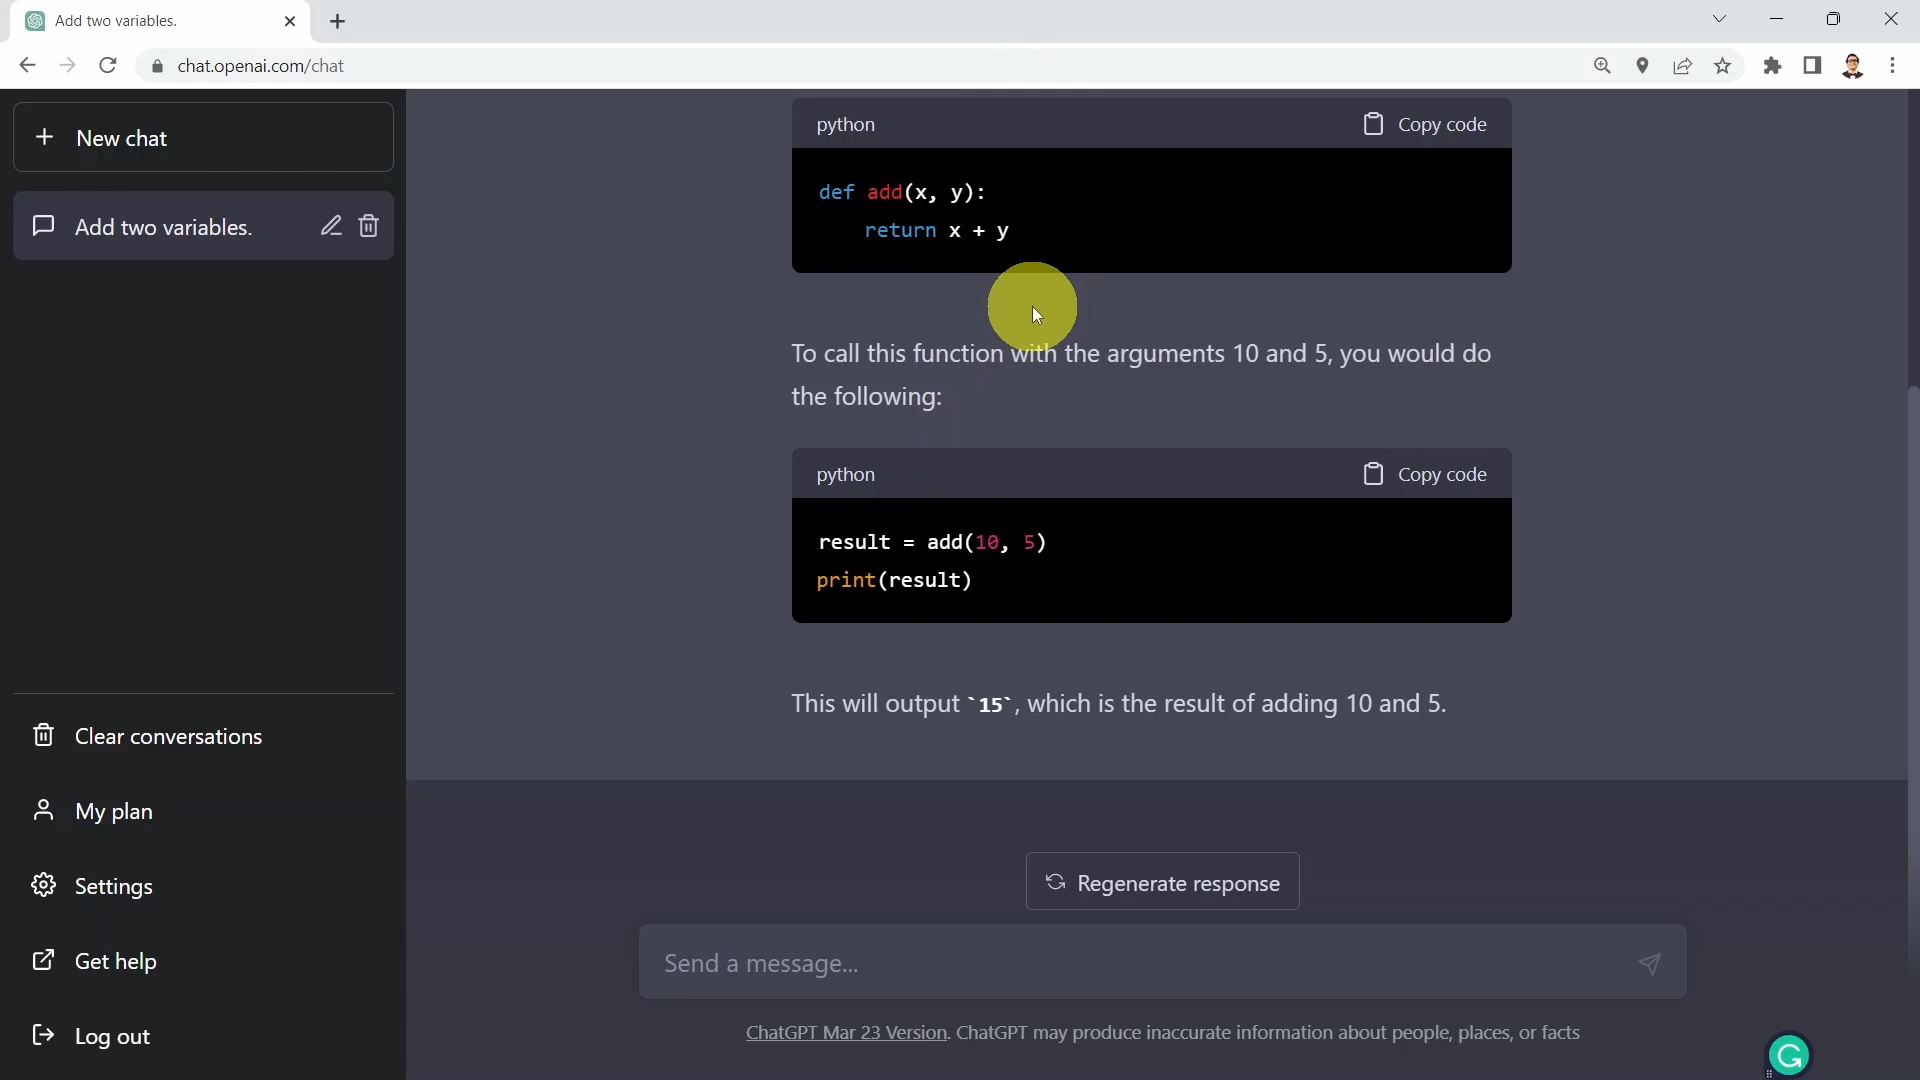 Add two variables.
chat.openai.com/chat
New chat
Add two variables.
Clear conversations
My plan
Settings
Get help
Log out
python
Copy code
def add(x, y):
    return x + y
To call this function with the arguments 10 and 5, you would do
the following:
python
Copy code
result = add(10, 5)
print(result)
This will output `15`, which is the result of adding 10 and 5.
Regenerate response
Send a message...
ChatGPT Mar 23 Version. ChatGPT may produce inaccurate information about people, places, or facts
G